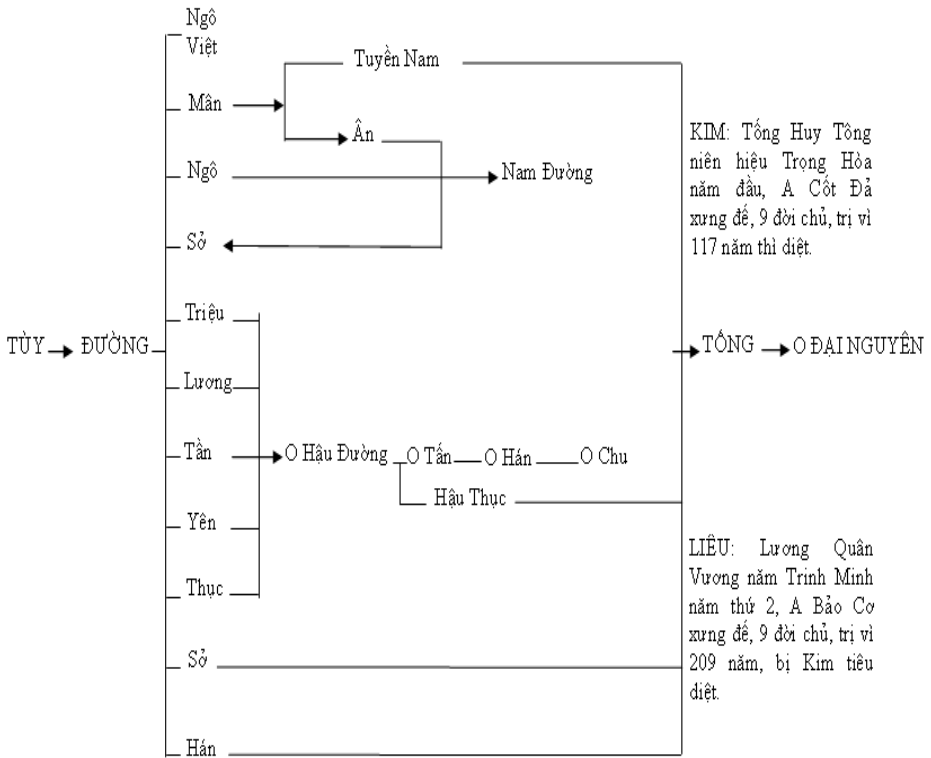 Ngô
Việt
Tuyền Nam
Mân
Ân
Ngô
Nam Đường
Sở
KIM: Tống Huy Tông
niên hiệu Trọng Hòa
năm đầu, A Cốt Đả
xưng đế, 9 đời chủ, trị vì
117 năm thì diệt.
Triệu
TÙY ĐƯỜNG
TỐNG
O ĐẠI NGUYÊN
Lương
Tần
O Hậu Đường
O Tấn
O Hán
O Chu
Hậu Thục
Yên
Thục
LIÊU: Lương Quân
Vương năm Trinh Minh
năm thứ 2, A Bảo Cơ
xưng đế, 9 đời chủ, trị vì
209 năm, bị Kim tiêu
diệt.
Sở
Hán